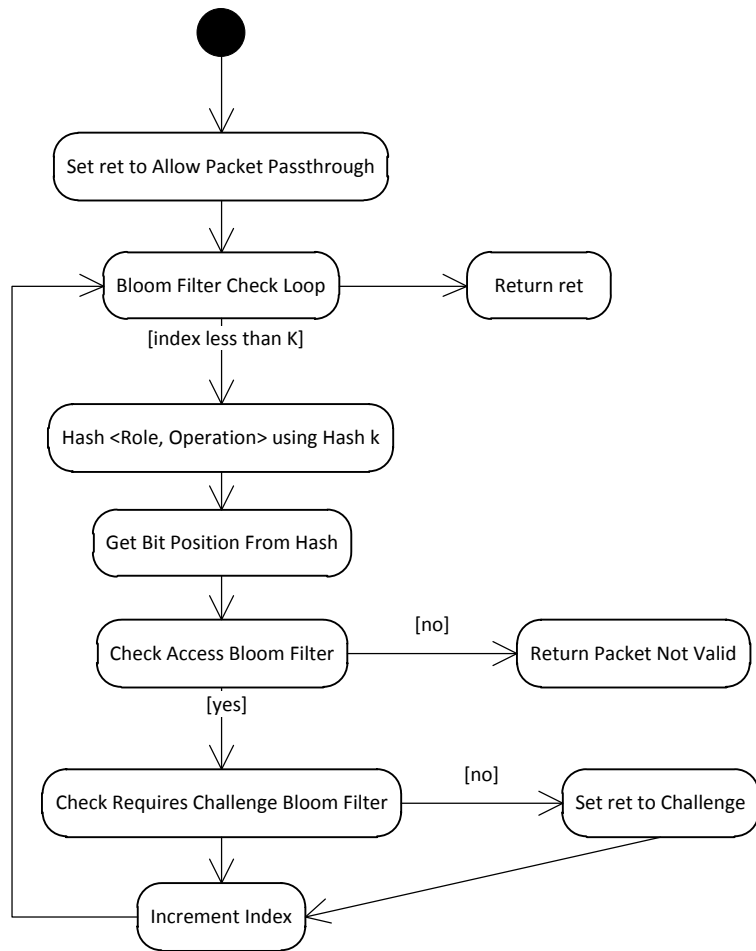 Set ret to Allow Packet Passthrough
Bloom Filter Check Loop
Return ret
[index less than K]
Hash <Role, Operation> using Hash k
Get Bit Position From Hash
[no]
Check Access Bloom Filter
Return Packet Not Valid
[yes]
[no]
Check Requires Challenge Bloom Filter
Set ret to Challenge
Increment Index